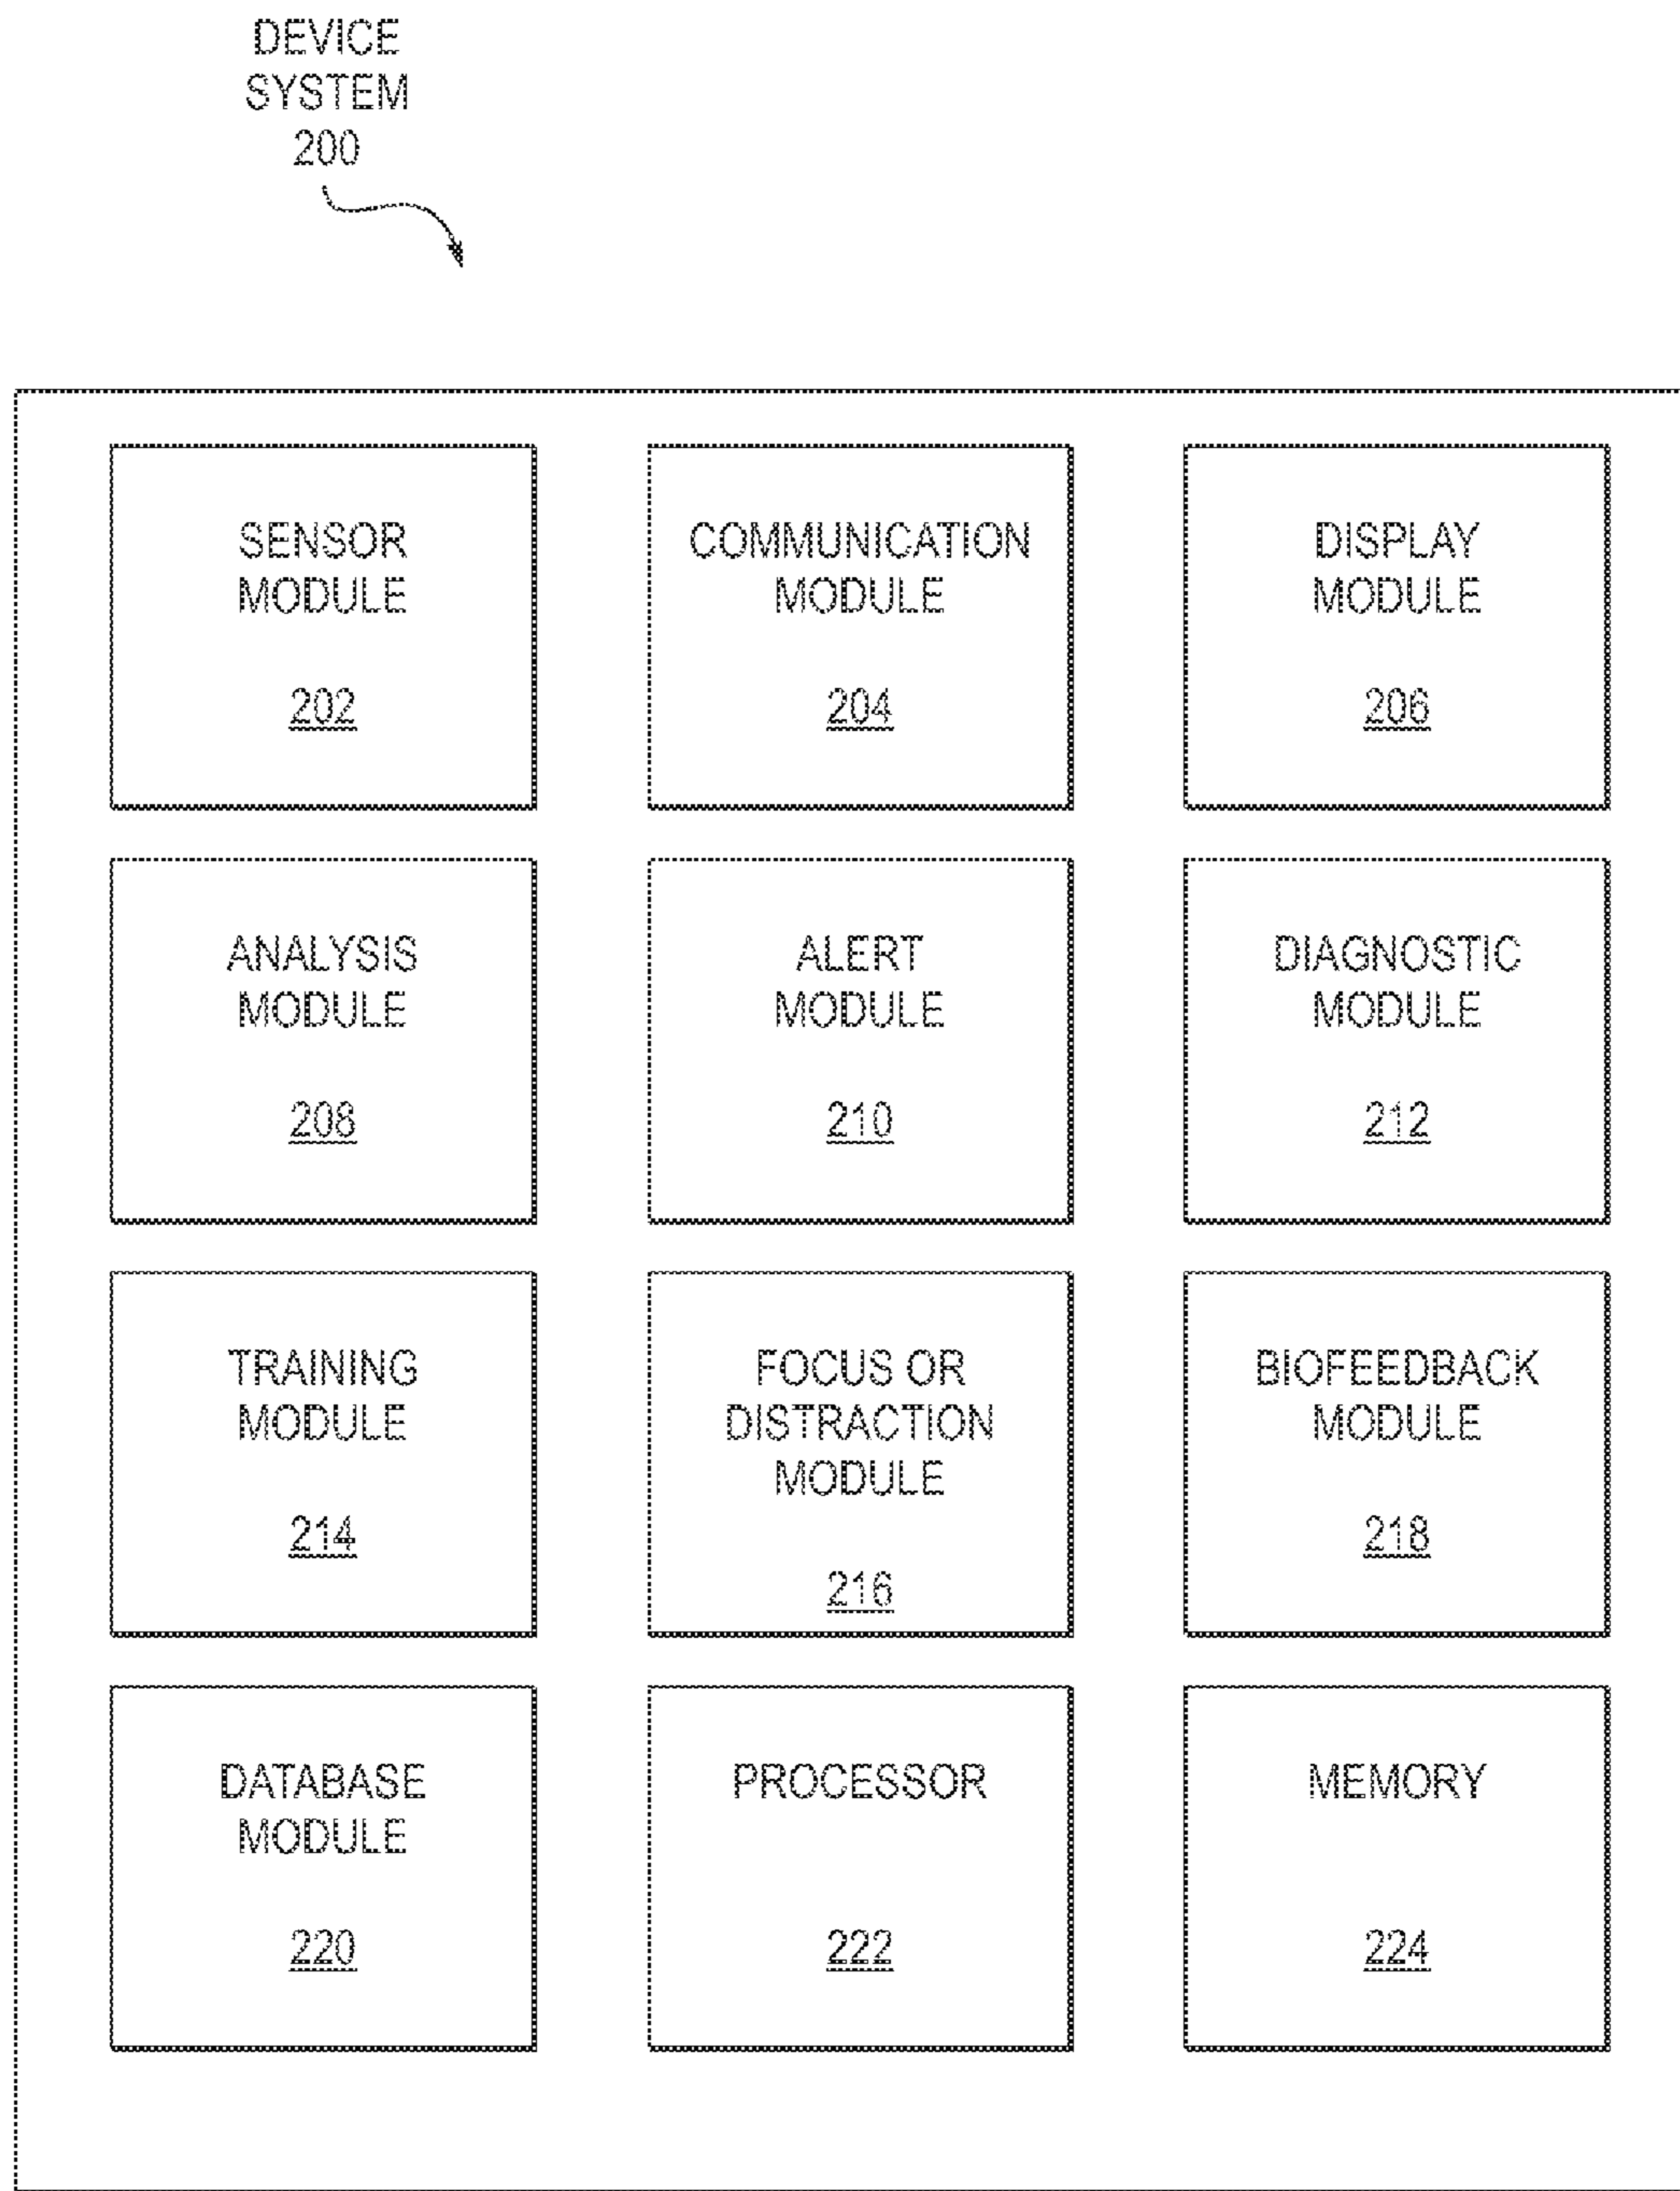 DEVICE
SYSTEM
200
SENSOR
MODULE
202
COMMUNICATION
MODULE
204
DISPLAY
MODULE
206
ANALYSIS
MODULE
208
ALERT
MODULE
210
DIAGNOSTIC
MODULE
212
TRAINING
MODULE
214
FOCUS OR
DISTRACTION
MODULE
216
BIOFEEDBACK
MODULE
218
DATABASE
MODULE
220
PROCESSOR
222
MEMORY
224